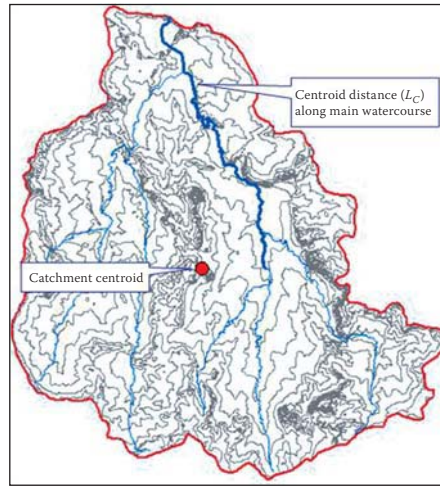 Centroid distance (L_C)
along main watercourse
Catchment centroid